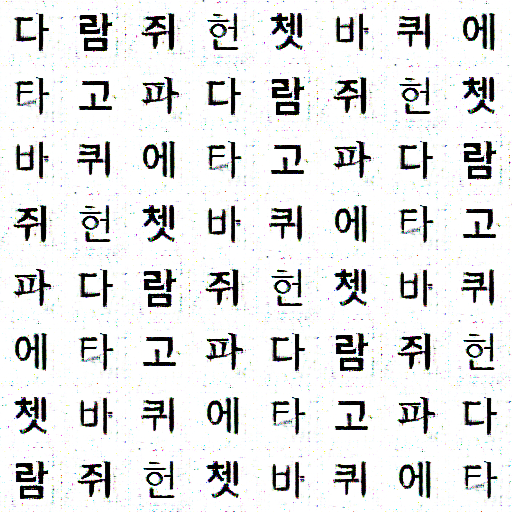 다 람 쥐 헌 쳇 바 퀴 에
타 고 파 다 람 쥐 헌 쳇
바 퀴 에 타 고 파 다 람
쥐 헌 쳇 바 퀴 에 타 고
파 다 람 쥐 헌 쳇 바 퀴
에 타 고 파 다 람 쥐 헌
쳇 바 퀴 에 타 고 파 다
람 쥐 헌 쳇 바 퀴 에 타